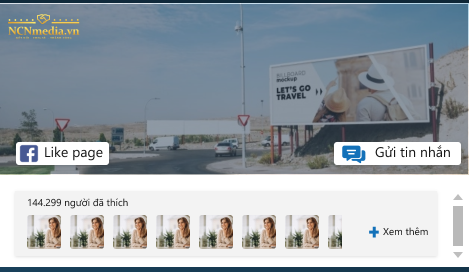 NCNmedia.vn
BILLBOARD
mockup
LET'S GO
TRAVEL
Like page
Gửi tin nhắn
144.299 người đã thích
Xem thêm